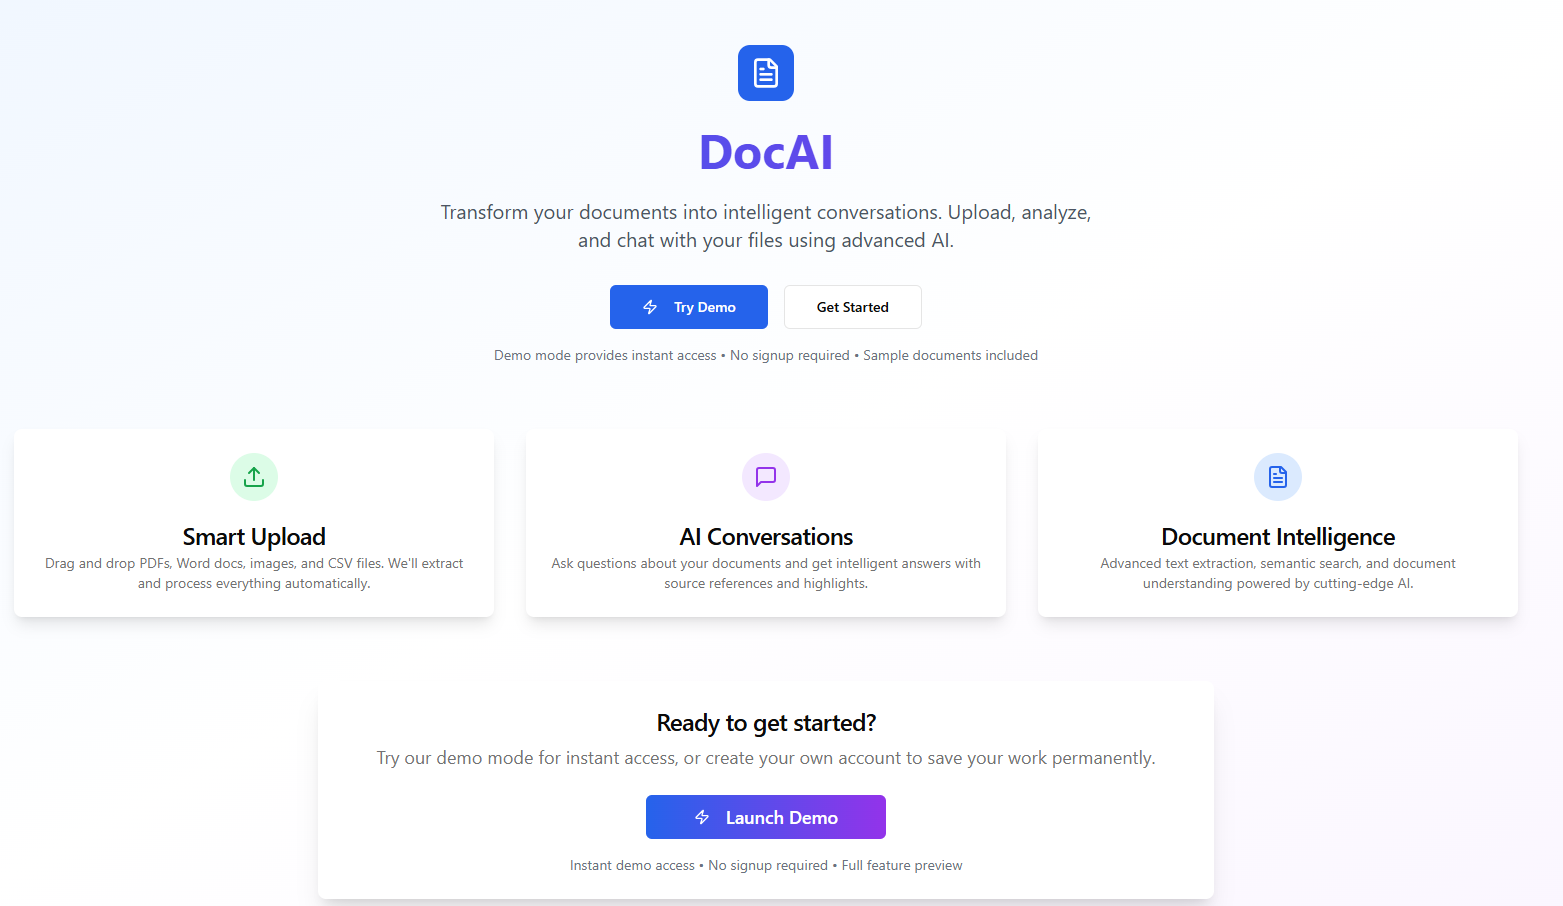 DocAI
Transform your documents into intelligent conversations. Upload, analyze,
and chat with your files using advanced AI.
Try Demo
Get Started
Demo mode provides instant access • No signup required • Sample documents included
Smart Upload
Drag and drop PDFs, Word docs, images, and CSV files. We'll extract
and process everything automatically.
AI Conversations
Ask questions about your documents and get intelligent answers with
source references and highlights.
Document Intelligence
Advanced text extraction, semantic search, and document
understanding powered by cutting-edge AI.
Ready to get started?
Try our demo mode for instant access, or create your own account to save your work permanently.
Launch Demo
Instant demo access • No signup required • Full feature preview